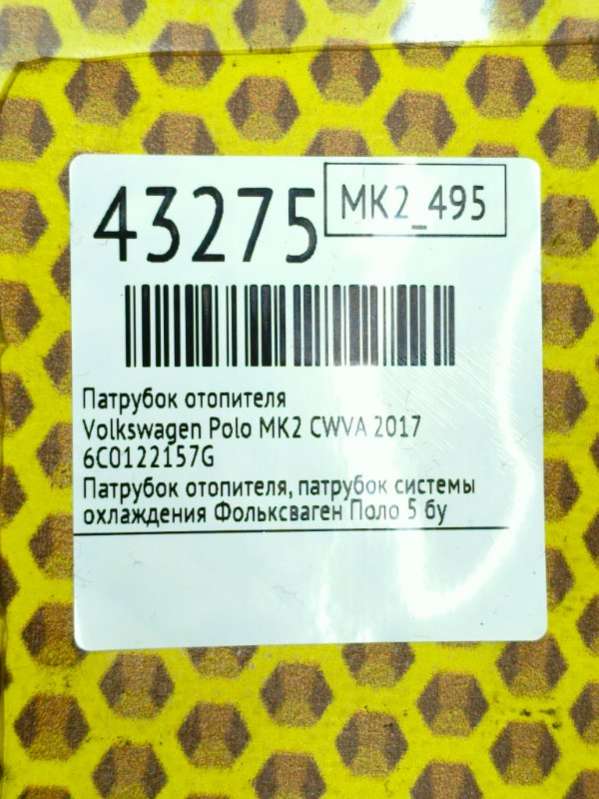 43275
MK2_495
Патрубок отопителя
Volkswagen Polo MK2 CWVA 2017
6C0122157G
Патрубок отопителя, патрубок системы
охлаждения Фольксваген Поло 5 бу